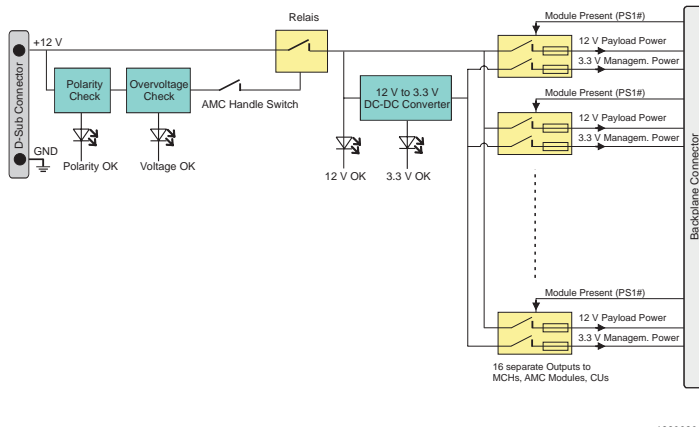 Relais
Module Present (PS1#)
+12 V
12 V Payload Power
3.3 V Managem. Power
Polarity
Check
Overvoltage
Check
AMC Handle Switch
12 V to 3.3 V
DC-DC Converter
Module Present (PS1#)
12 V Payload Power
3.3 V Managem. Power
D-Sub Connector
GND
Polarity OK
Voltage OK
12 V OK
3.3 V OK
Backplane Connector
Module Present (PS1#)
12 V Payload Power
3.3 V Managem. Power
16 separate Outputs to
MCHs, AMC Modules, CUs